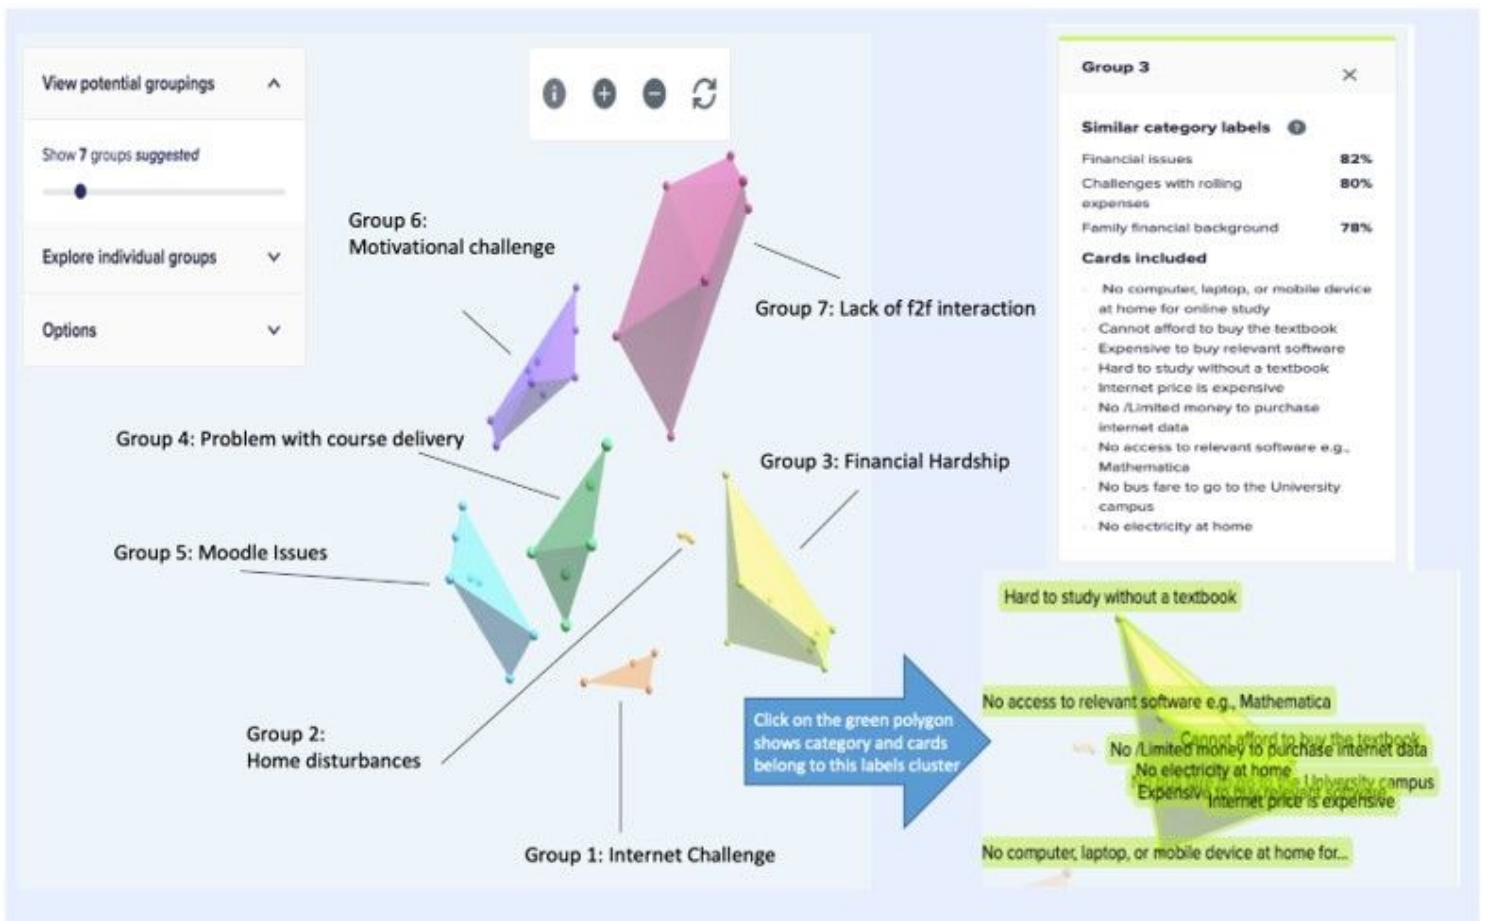 View potential groupings
Show 7 groups suggested
Explore individual groups
Options
Group 6:
Motivational challenge
Group 7: Lack of f2f interaction
Group 4: Problem with course delivery
Group 3: Financial Hardship
Group 5: Moodle Issues
Group 2:
Home disturbances
Group 1: Internet Challenge
Click on the green polygon
shows category and cards
belong to this labels cluster
Group 3
Similar category labels
Financial issues 82%
Challenges with rolling 80%
expenses
Family financial background 78%
Cards included
No computer, laptop, or mobile device
at home for online study
Cannot afford to buy the textbook
Expensive to buy relevant software
Hard to study without a textbook
Internet price is expensive
No /Limited money to purchase
internet data
No access to relevant software e.g.,
Mathematica
No bus fare to go to the University
campus
No electricity at home
Hard to study without a textbook
No access to relevant software e.g., Mathematica
Cannot afford to buy the textbook
No /Limited money to purchase internet data
No electricity at home
University campus
Expensive
Internet price is expensive
No computer, laptop, or mobile device at home for...